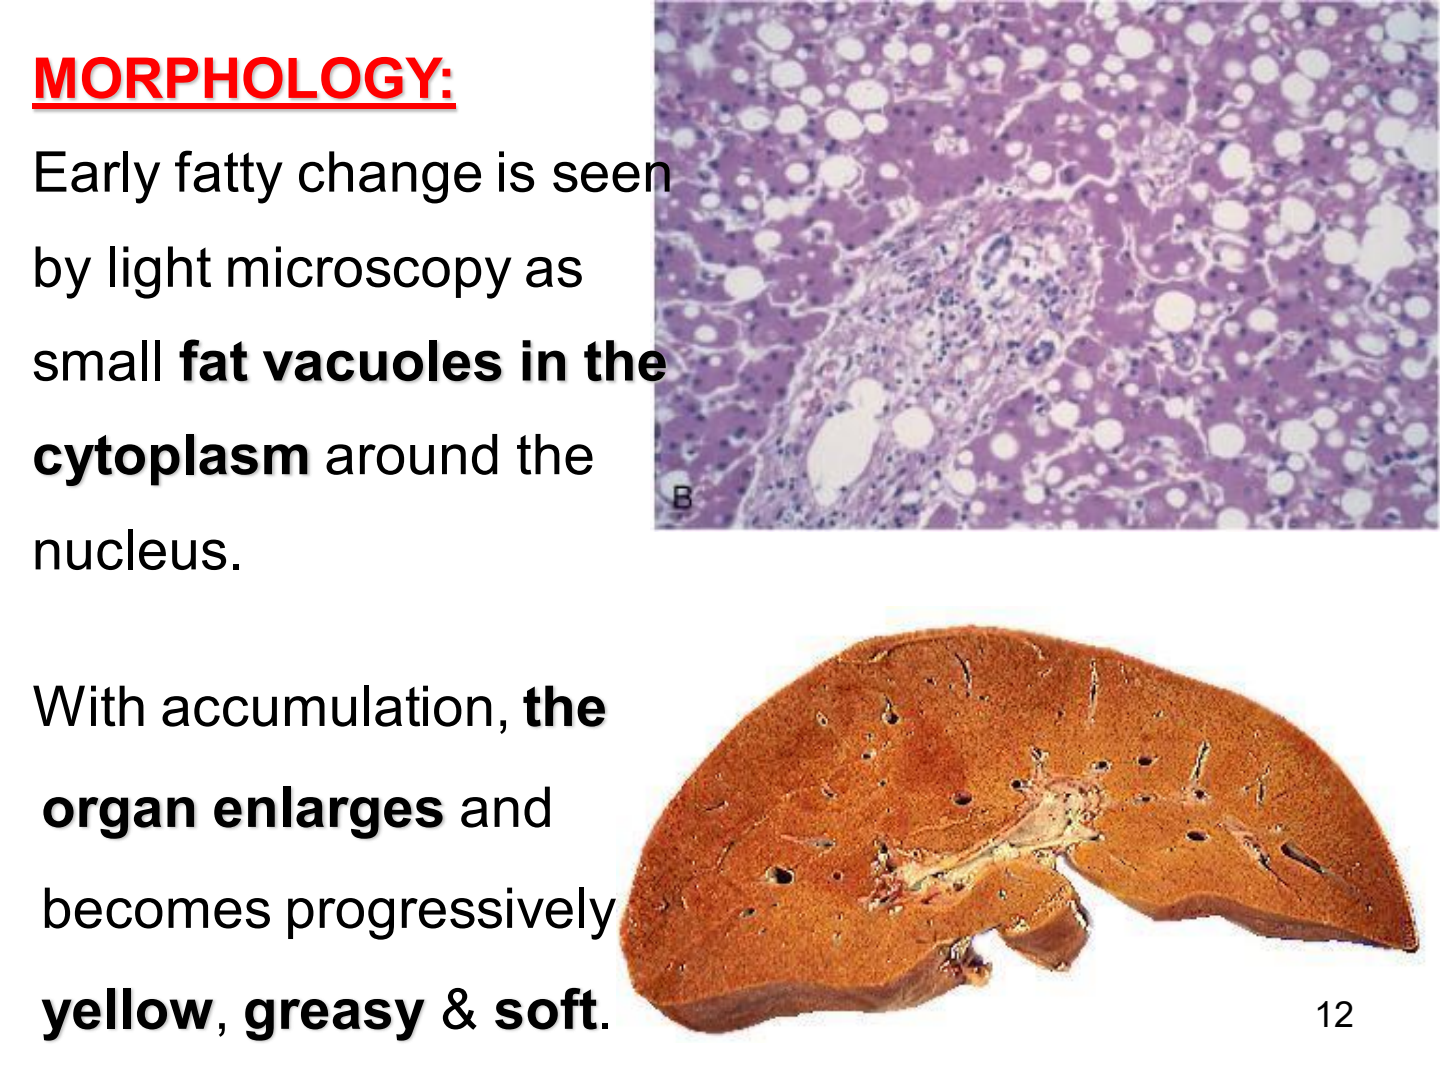 MORPHOLOGY:
Early fatty change is seen
by light microscopy as
small fat vacuoles in the
cytoplasm around the
nucleus.
With accumulation, the
organ enlarges and
becomes progressively
yellow, greasy & soft.
B
12